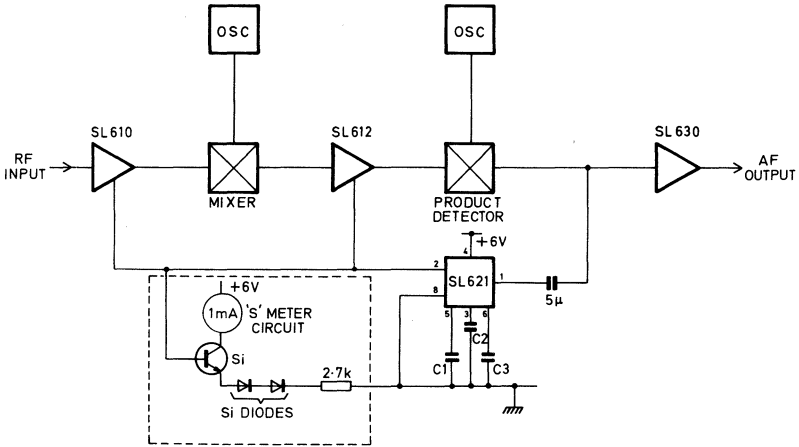 OSC
OSC
SL610
SL612
SL630
RF
INPUT
AF
OUTPUT
MIXER
PRODUCT
DETECTOR
+6V
4
2
SL621
1
8
5µ
5
3
6
C2
C1
C3
+6V
1mA
'S' METER
CIRCUIT
Si
2·7k
Si DIODES